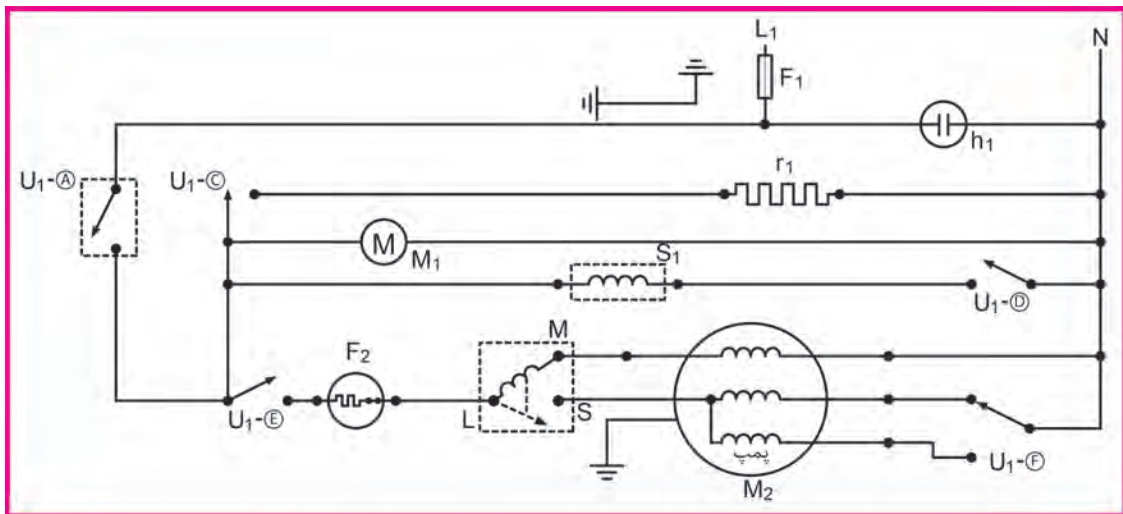 L₁
N
F₁
h₁
U₁-Ⓐ
U₁-Ⓒ
r₁
M
M₁
S₁
U₁-Ⓓ
F₂
M
L
S
U₁-Ⓔ
پمپ
U₁-Ⓕ
M₂